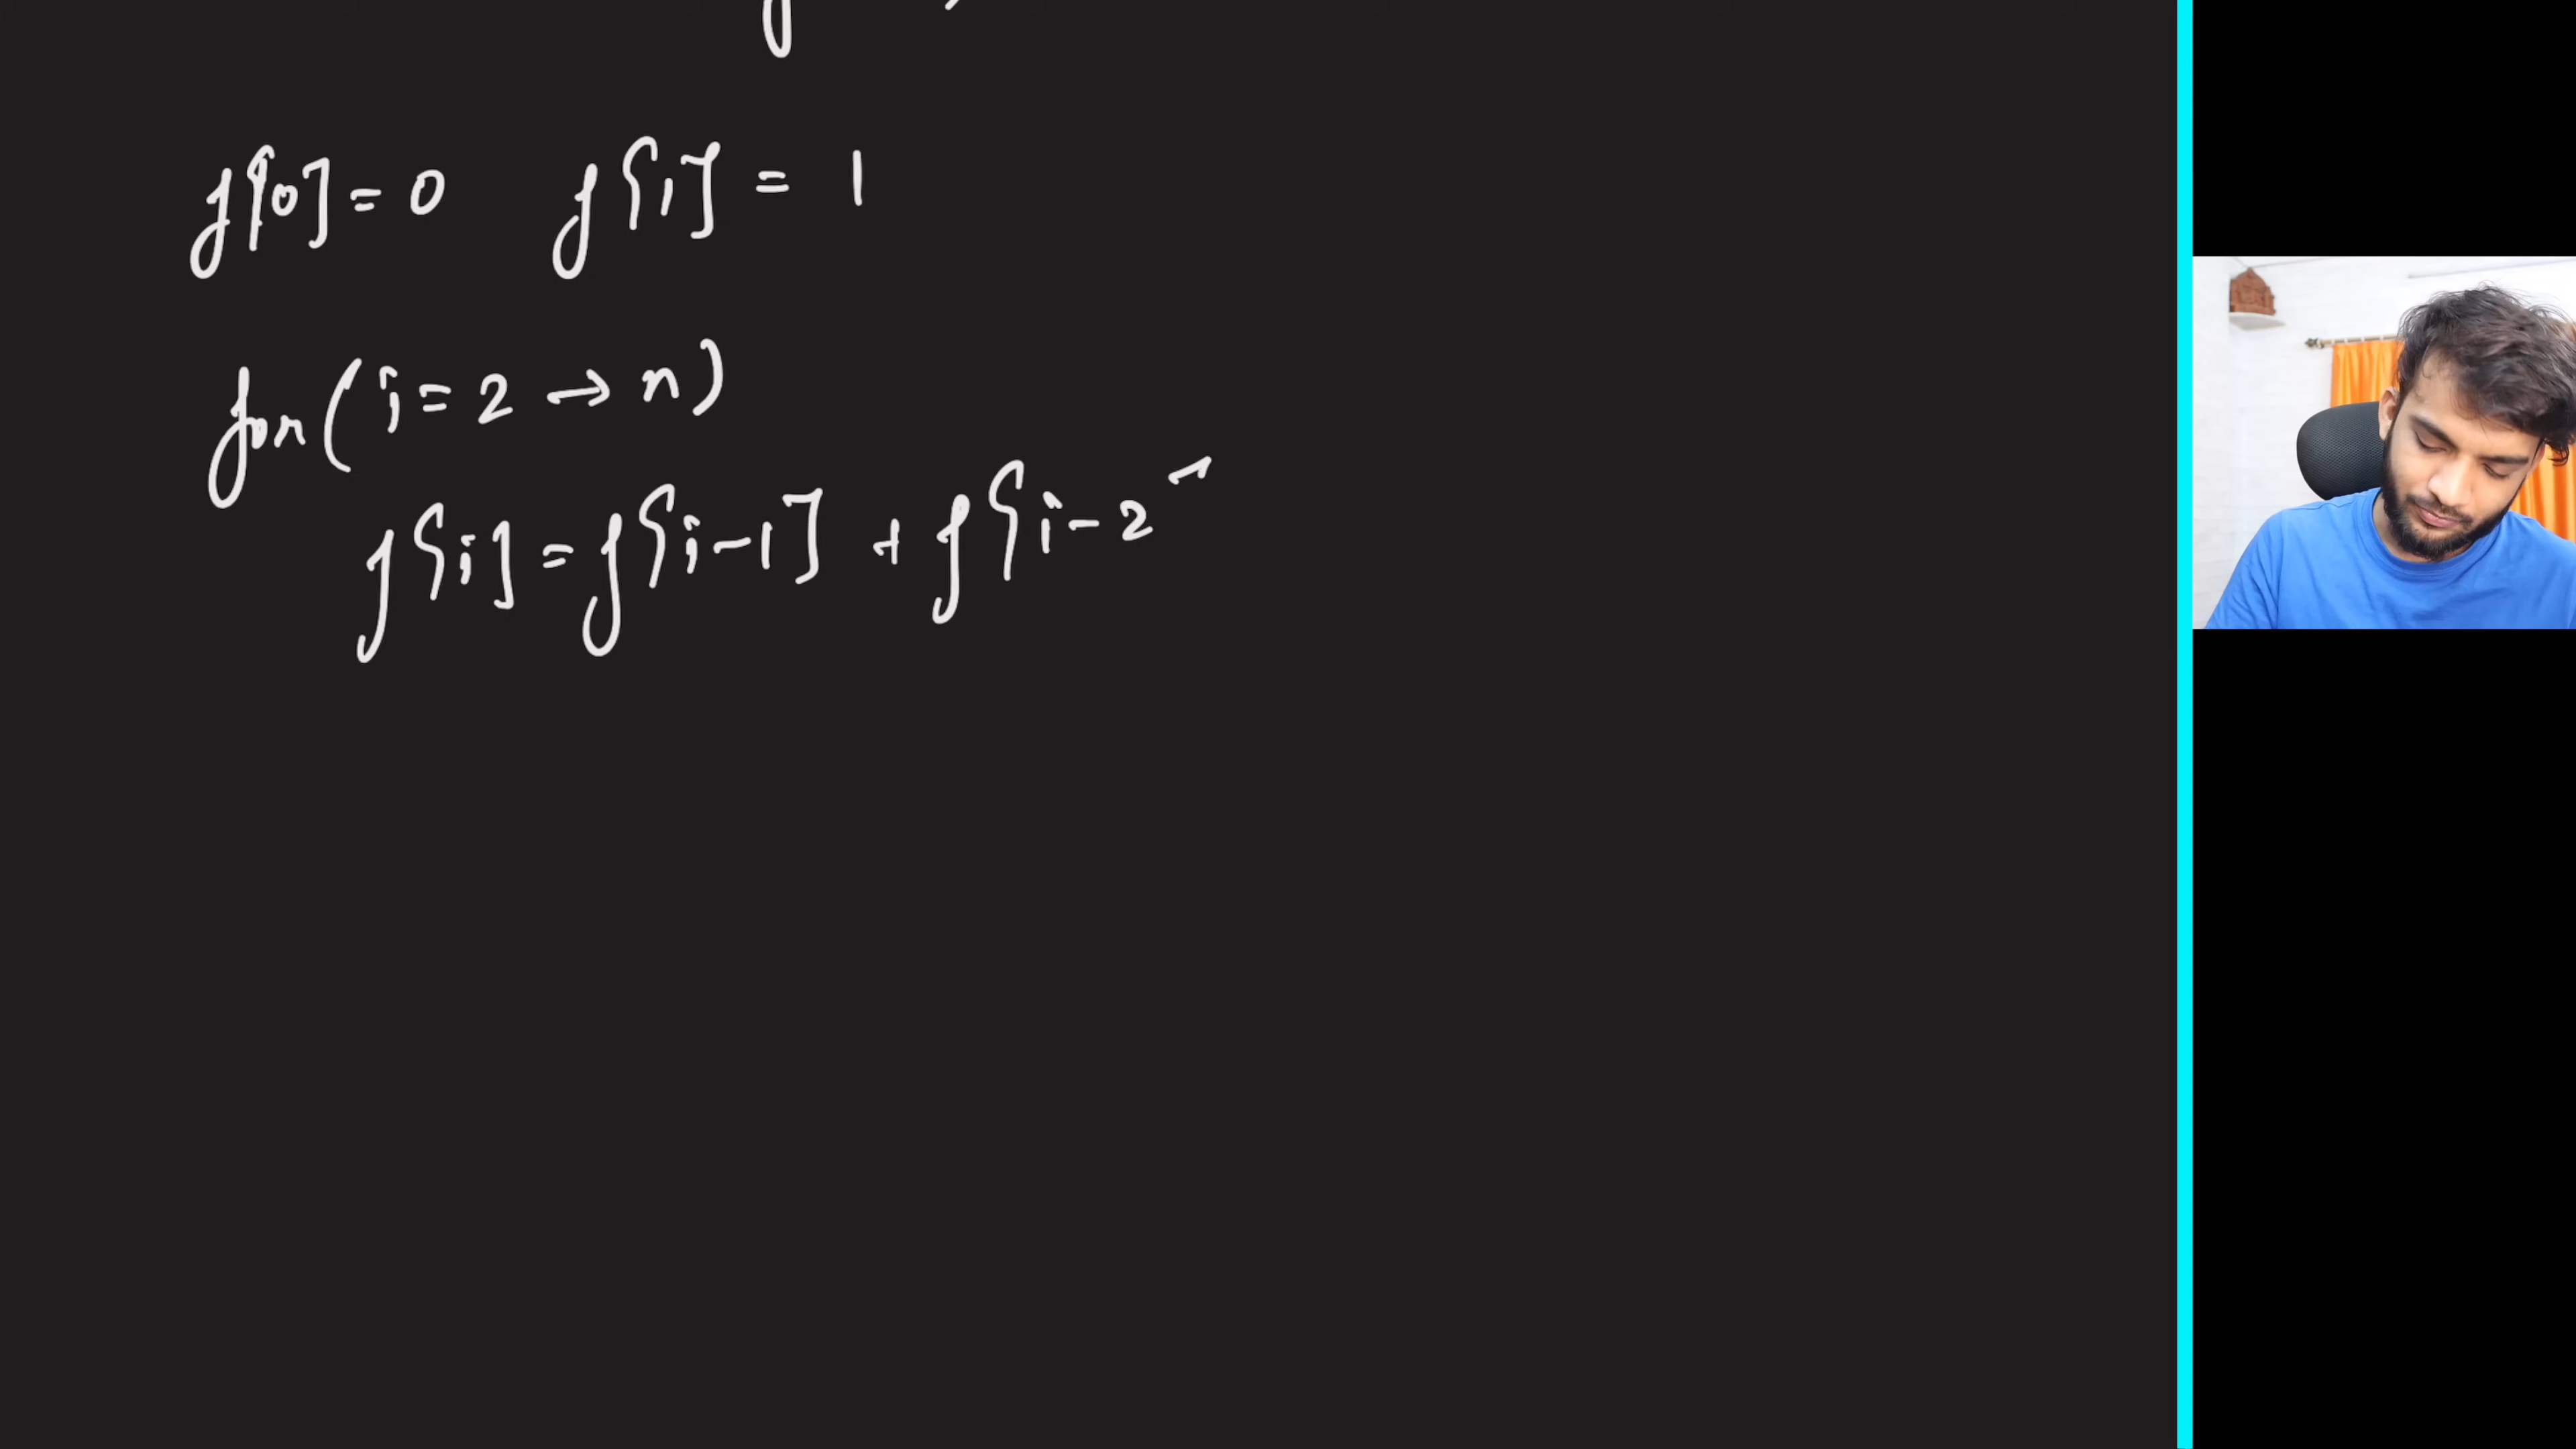 f[0] = 0 f[1] = 1
for( i = 2 → n)
f[i] = f[i-1] + f[i-2